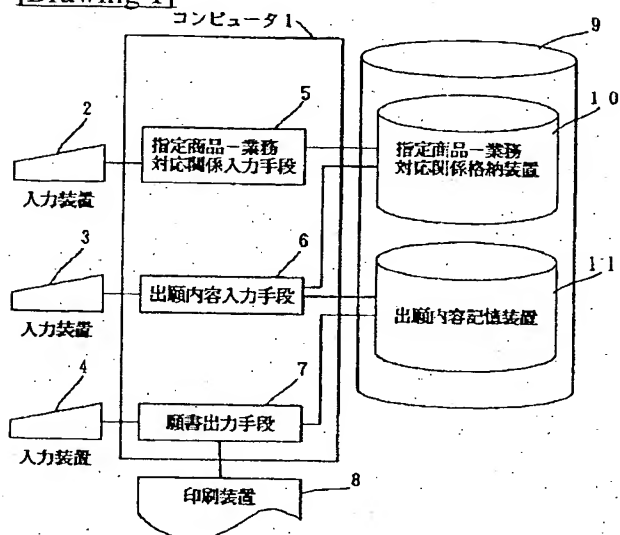 [Drawing 1]
コンピュータ1
9
5
10
2
指定商品－業務
対応関係入力手段
指定商品－業務
対応関係格納装置
入力装置
3
6
11
出願内容入力手段
出願内容記憶装置
入力装置
4
7
願書出力手段
入力装置
8
印刷装置